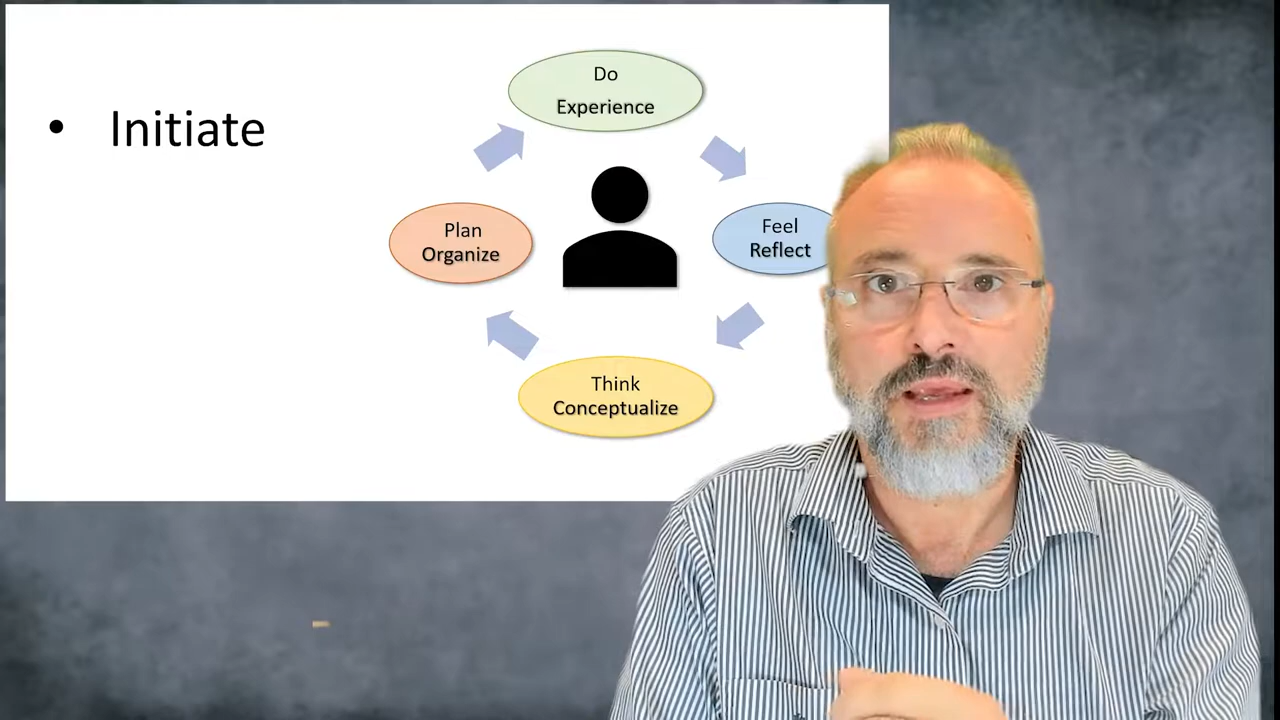 • Initiate
Do
Experience
Plan
Organize
Feel
Reflect
Think
Conceptualize